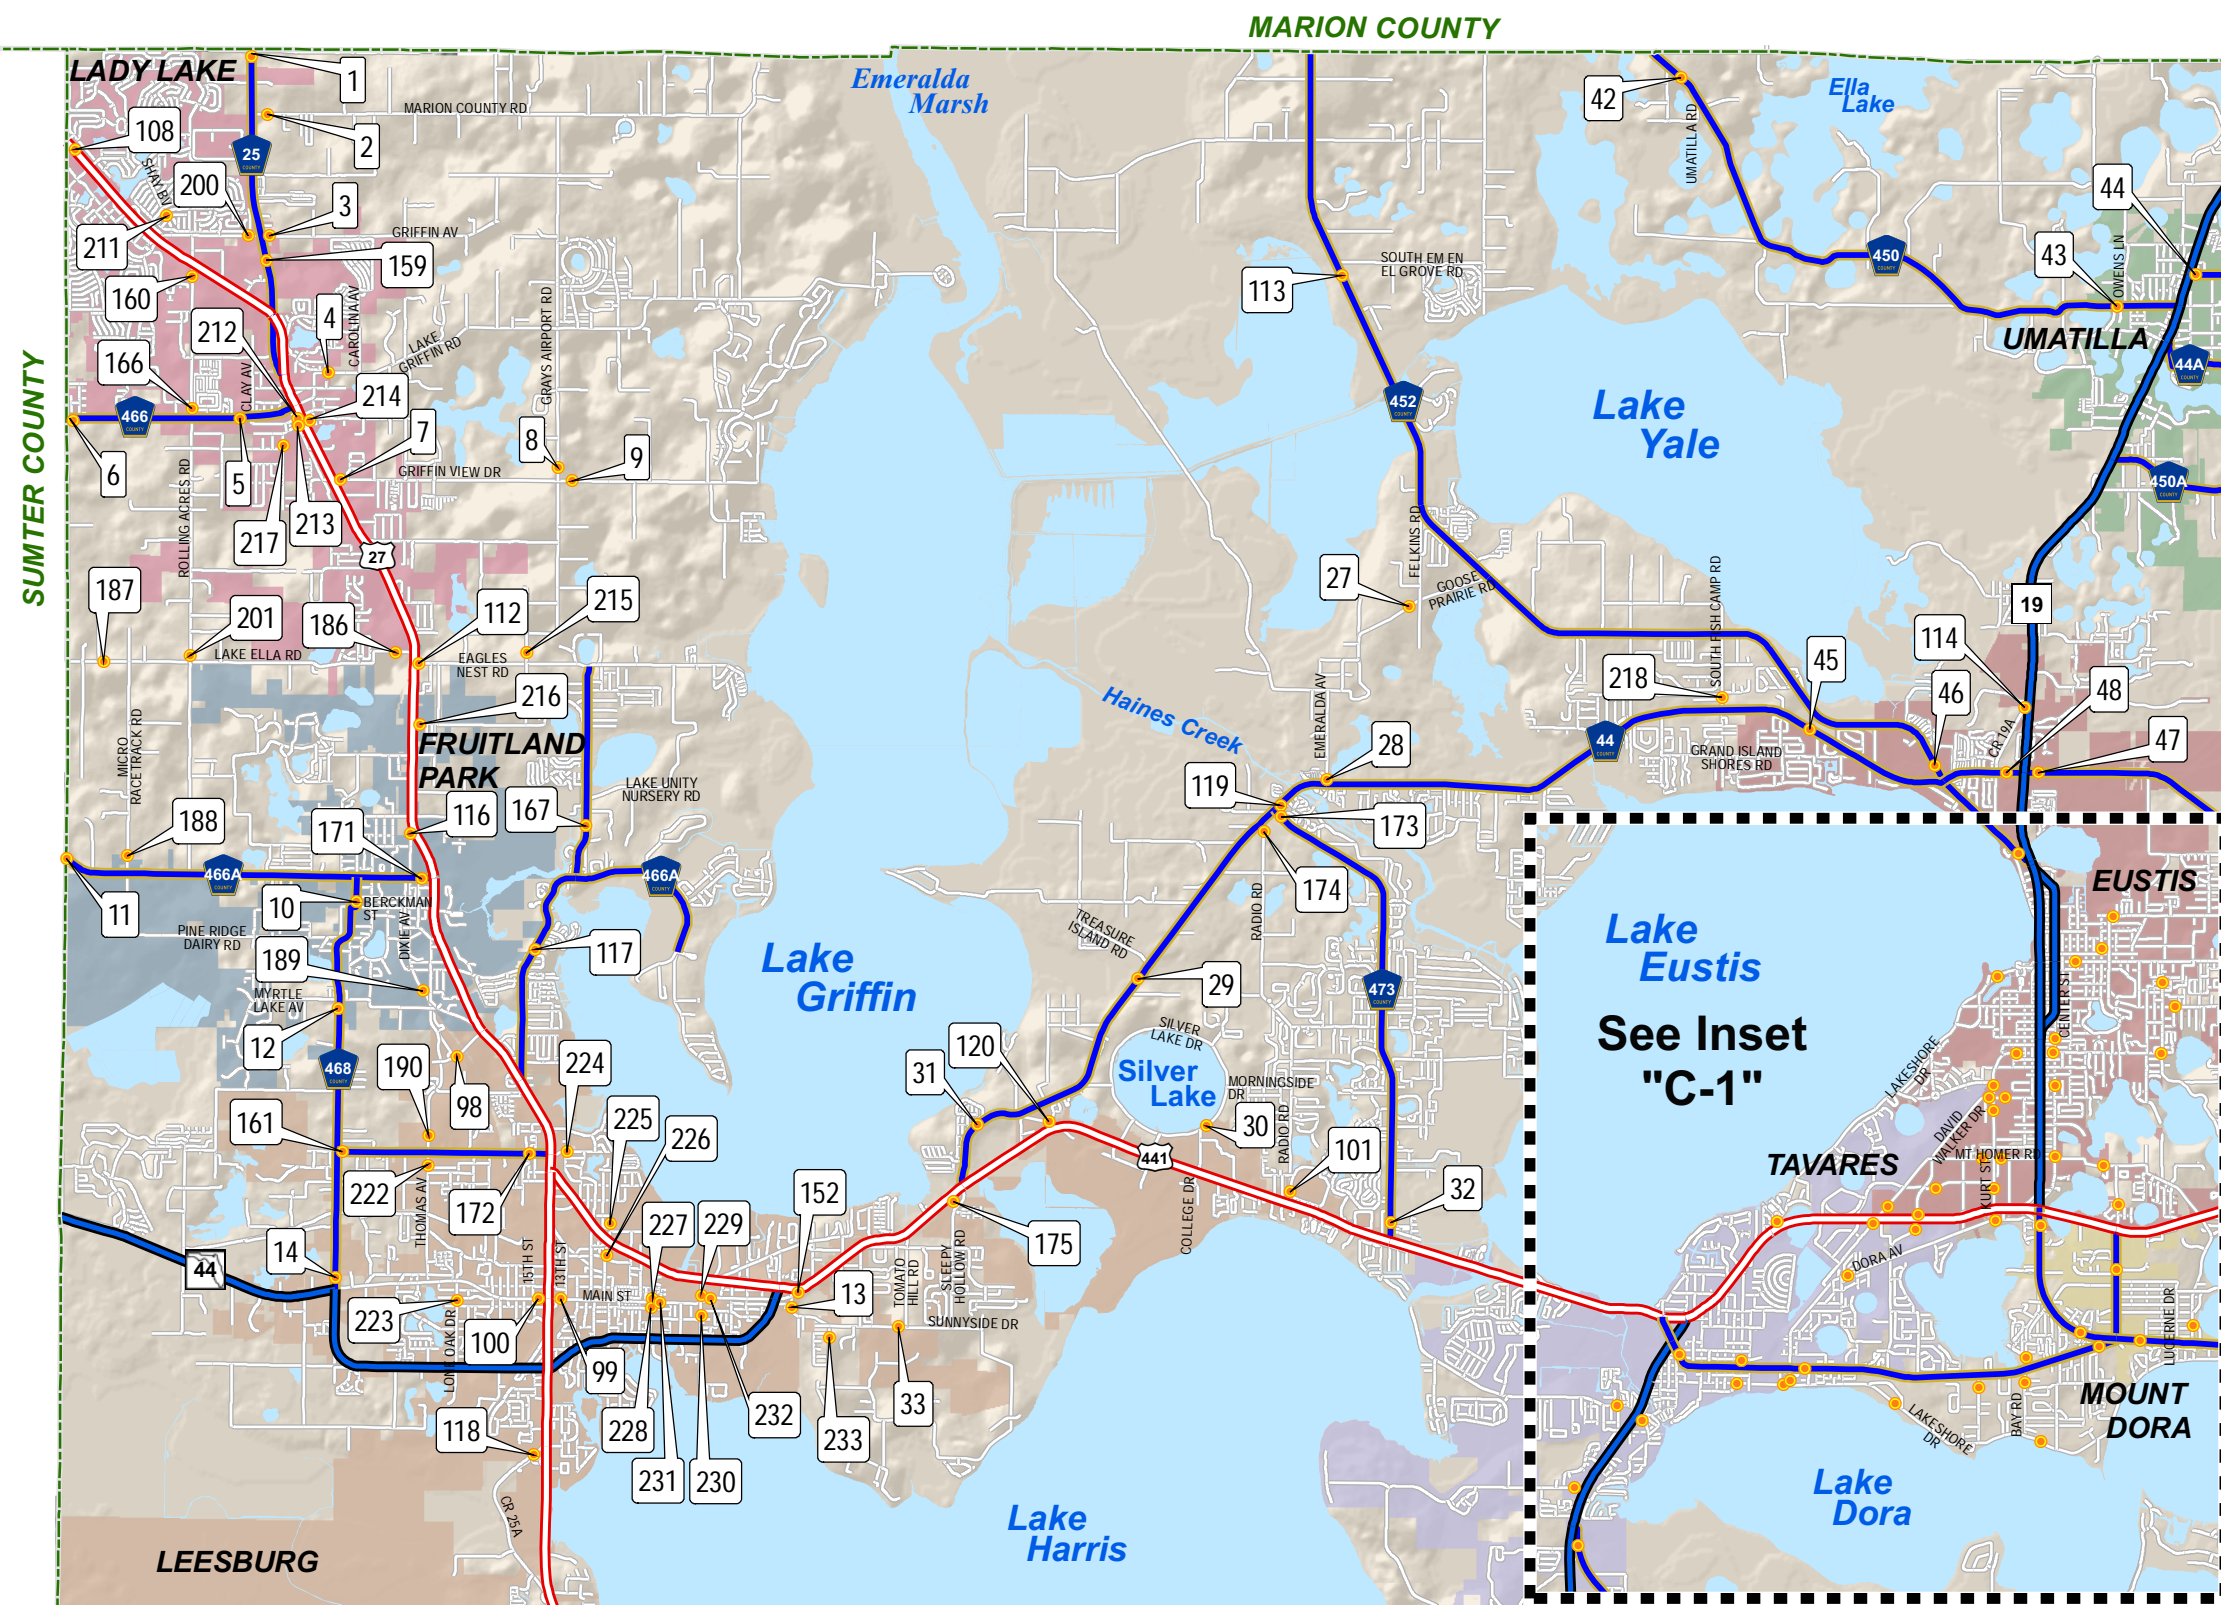 MARION COUNTY
LADY LAKE
1
Emeralda
Marsh
42
Ella
Lake
MARION COUNTY RD
108
2
25
COUNTY
UMATILLA RD
SHAY BV
200
3
44
211
GRIFFIN AV
159
SOUTH EM EN
EL GROVE RD
450
COUNTY
43
OWENS LN
160
113
212
4
CAROLINA AV
LAKE
GRIFFIN RD
GRAYS AIRPORT RD
UMATILLA
SUMTER COUNTY
166
CLAY AV
214
44A
COUNTY
466
COUNTY
452
COUNTY
Lake
Yale
7
8
9
6
5
GRIFFIN VIEW DR
450A
COUNTY
ROLLING ACRES RD
217
213
27
FELKINS RD
27
GOOSE
PRAIRIE RD
SOUTH FISH CAMP RD
187
201
186
112
215
19
LAKE ELLA RD
EAGLES
NEST RD
114
45
218
46
48
216
EMERALDA AV
Haines Creek
MICRO
RACETRACK RD
FRUITLAND
PARK
28
44
COUNTY
GRAND ISLAND
SHORES RD
CR 19A
47
LAKE UNITY
NURSERY RD
119
188
171
116
167
173
466A
COUNTY
466A
COUNTY
174
11
10
BERCKMAN
ST
EUSTIS
PINE RIDGE
DAIRY RD
DIXIE AV
RADIO RD
TREASURE
ISLAND RD
Lake
Eustis
189
117
Lake
Griffin
29
473
COUNTY
MYRTLE
LAKE AV
12
SILVER
LAKE DR
See Inset
"C-1"
CENTER ST
120
468
COUNTY
190
224
31
Silver
Lake
MORNINGSIDE
DR
LAKESHORE
DR
98
161
225
226
30
RADIO RD
101
DAVID
WALKER DR
441
MT HOMER RD
TAVARES
222
THOMAS AV
172
152
32
KURT ST
227
229
175
COLLEGE DR
14
15TH ST
13TH ST
SLEEPY
HOLLOW RD
DORA AV
44
TOMATO
HILL RD
13
MAIN ST
223
LONE OAK DR
100
SUNNYSIDE DR
LUCERNE DR
99
232
33
MOUNT
DORA
118
228
233
BAY RD
LAKESHORE
DR
231
230
Lake
Dora
CR 25A
Lake
Harris
LEESBURG